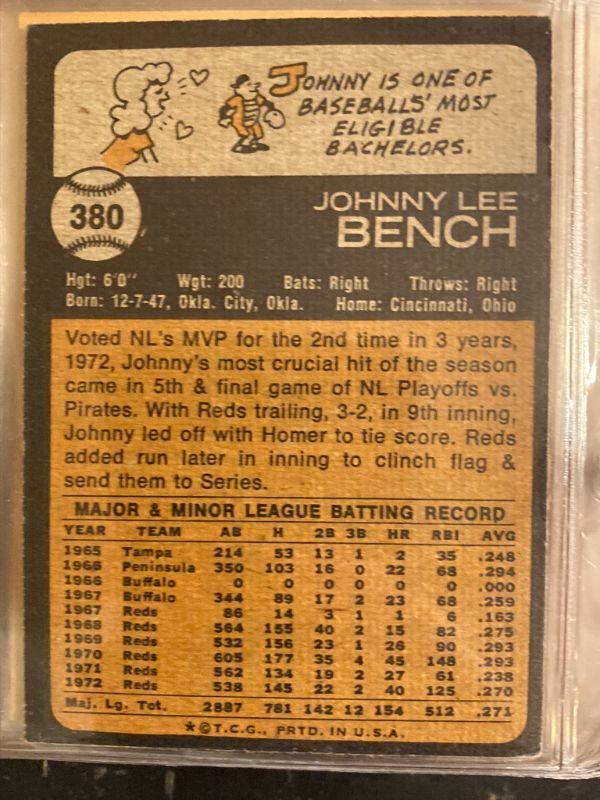 JOHNNY IS ONE OF
BASEBALLS' MOST
ELIGIBLE
BACHELORS.
380
JOHNNY LEE
BENCH
Hgt: 6'0" Wgt: 200 Bats: Right Throws: Right
Born: 12-7-47, Okla. City, Okla. Home: Cincinnati, Ohio
Voted NL's MVP for the 2nd time in 3 years,
1972, Johnny's most crucial hit of the season
came in 5th & final game of NL Playoffs vs.
Pirates. With Reds trailing, 3-2, in 9th inning,
Johnny led off with Homer to tie score. Reds
added run later in inning to clinch flag &
send them to Series.
MAJOR & MINOR LEAGUE BATTING RECORD
YEAR TEAM AB H 2B 3B HR RBI AVG
1965 Tampa 214 53 13 1 2 35 .248
1966 Peninsula 350 103 16 0 22 68 .294
1966 Buffalo 0 0 0 0 0 0 .000
1967 Buffalo 344 89 17 2 23 68 .259
1967 Reds 86 14 3 1 1 6 .163
1968 Reds 564 155 40 2 15 82 .275
1969 Reds 532 156 23 1 26 90 .293
1970 Reds 605 177 35 4 45 148 .293
1971 Reds 562 134 19 2 27 61 .238
1972 Reds 538 145 22 2 40 125 .270
Maj. Lg. Tot. 2887 781 142 12 154 512 .271
*©T.C.G., PRTD. IN U.S.A.